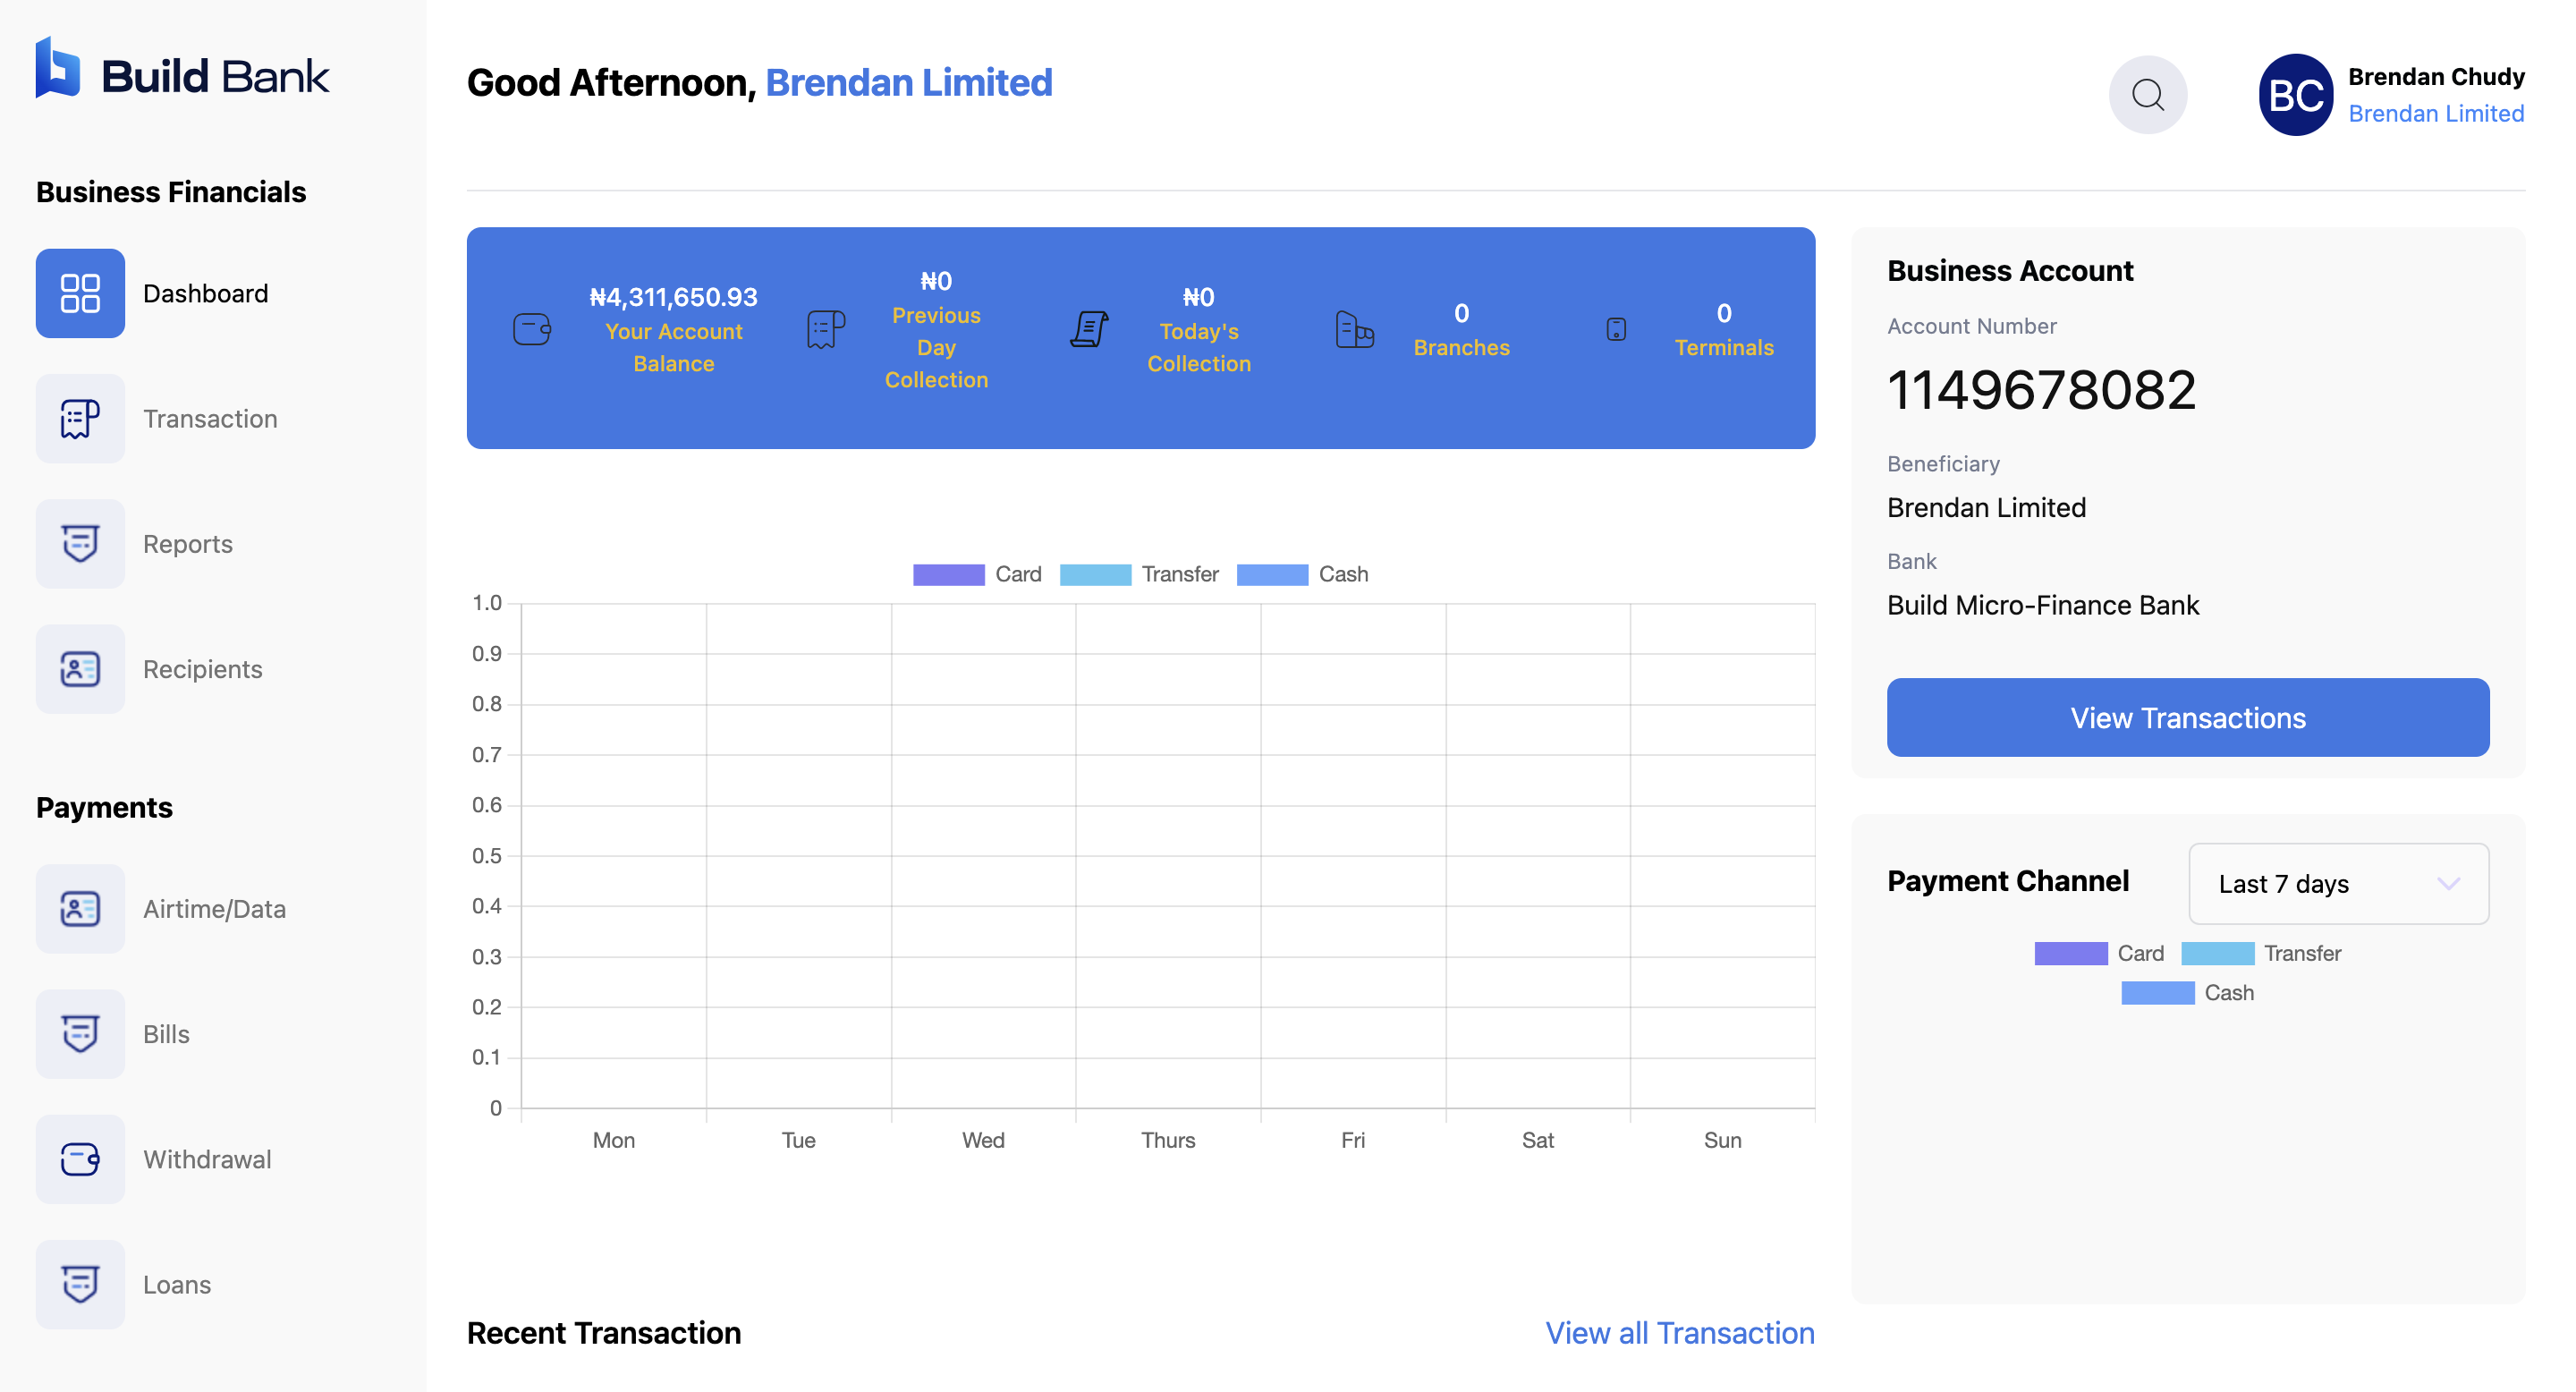 Build Bank
Business Financials
Dashboard
Transaction
Reports
Recipients
Payments
Airtime/Data
Bills
Withdrawal
Loans
Good Afternoon, Brendan Limited
BC
Brendan Chudy
Brendan Limited
₦4,311,650.93
Your Account
Balance
₦0
Previous
Day
Collection
₦0
Today's
Collection
0
Branches
0
Terminals
Card Transfer Cash
1.0
0.9
0.8
0.7
0.6
0.5
0.4
0.3
0.2
0.1
0
Mon Tue Wed Thurs Fri Sat Sun
Recent Transaction
View all Transaction
Business Account
Account Number
1149678082
Beneficiary
Brendan Limited
Bank
Build Micro-Finance Bank
View Transactions
Payment Channel
Last 7 days
Card Transfer
Cash